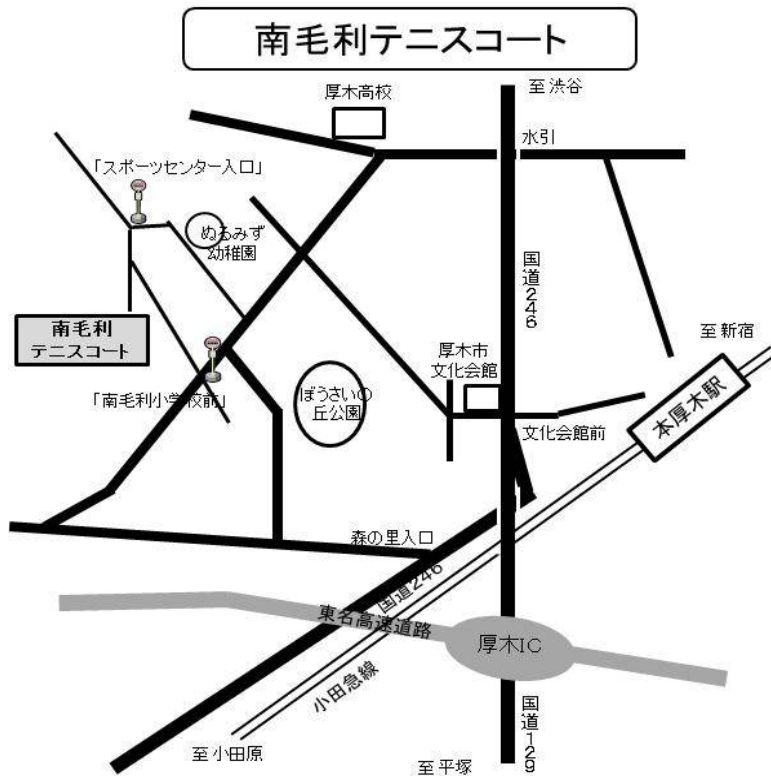 南毛利テニスコート
至 渋谷
厚木高校
水引
「スポーツセンター入口」
ぬるみず
幼稚園
国道246
南毛利
テニスコート
至 新宿
厚木市
文化会館
本厚木駅
「南毛利小学校前」
ぼうさいの
丘公園
文化会館前
森の里入口
国道246
東名高速道路
厚木IC
小田急線
国道129
至 小田原
至 平塚